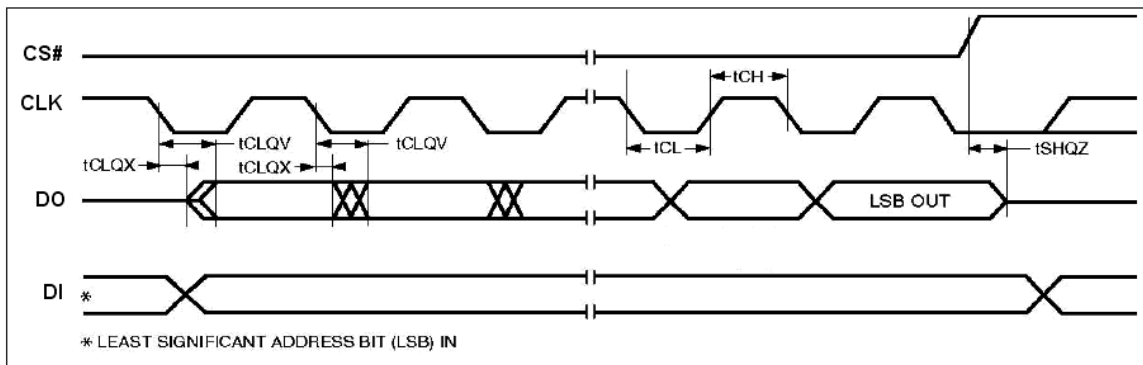 CS#
tCH
CLK
tCLQV
tCLQV
tCL
tSHQZ
tCLQX
tCLQX
DO
LSB OUT
DI
*
* LEAST SIGNIFICANT ADDRESS BIT (LSB) IN